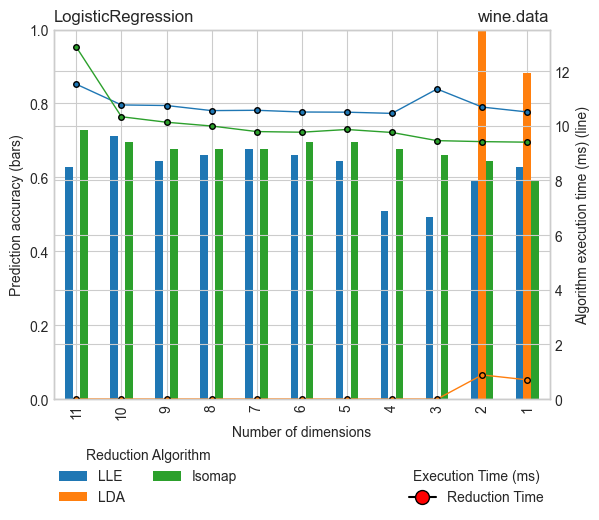 LogisticRegression
wine.data
1.0
0.8
0.6
0.4
0.2
0.0
Prediction accuracy (bars)
12
10
8
6
4
2
0
Algorithm execution time (ms) (line)
11 10 9 8 7 6 5 4 3 2 1
Number of dimensions
Reduction Algorithm
LLE
LDA
Isomap
Execution Time (ms)
Reduction Time